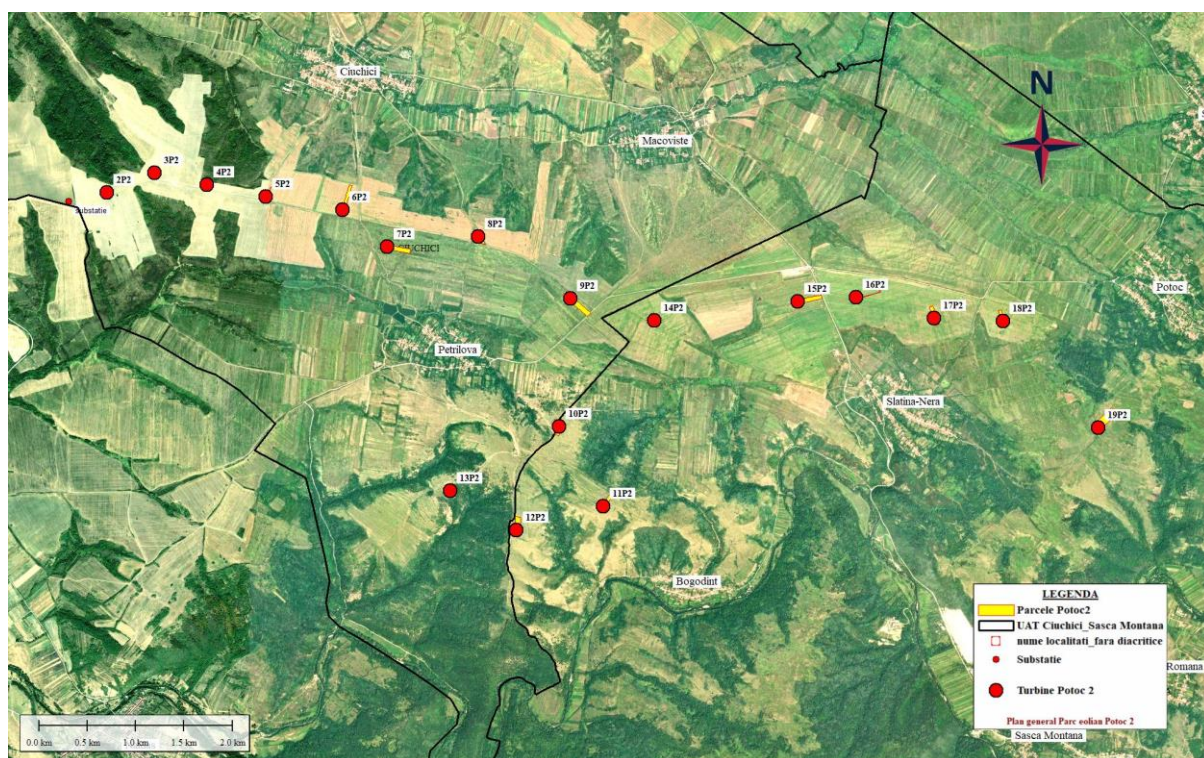 Ciuchici
N
Macoviste
3P2
4P2
2P2
5P2
substatie
6P2
8P2
7P2
CIUCHICI
9P2
14P2
15P2
16P2
17P2
18P2
Potoc
Petrilova
Slatina-Nera
10P2
19P2
13P2
11P2
12P2
Bogodint
LEGENDA
Parcele Potoc2
UAT Ciuchici_Sasca Montana
nume localitati_fara diacritice
Substatie
Romana
Turbine Potoc 2
Plan general Parc eolian Potoc 2
Sasca Montana
0.0 km 0.5 km 1.0 km 1.5 km 2.0 km